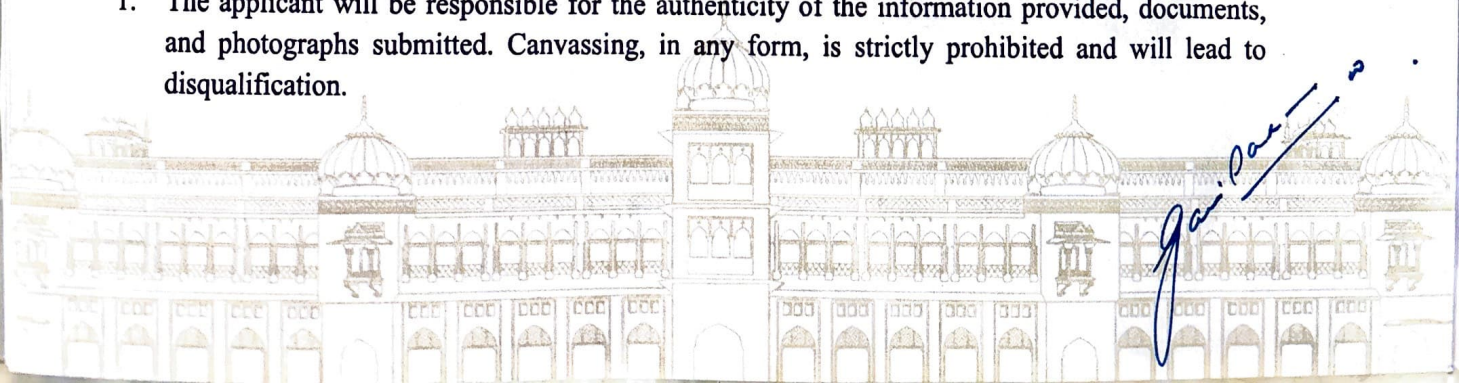 1. The applicant will be responsible for the authenticity of the information provided, documents,
and photographs submitted. Canvassing, in any form, is strictly prohibited and will lead to
disqualification.